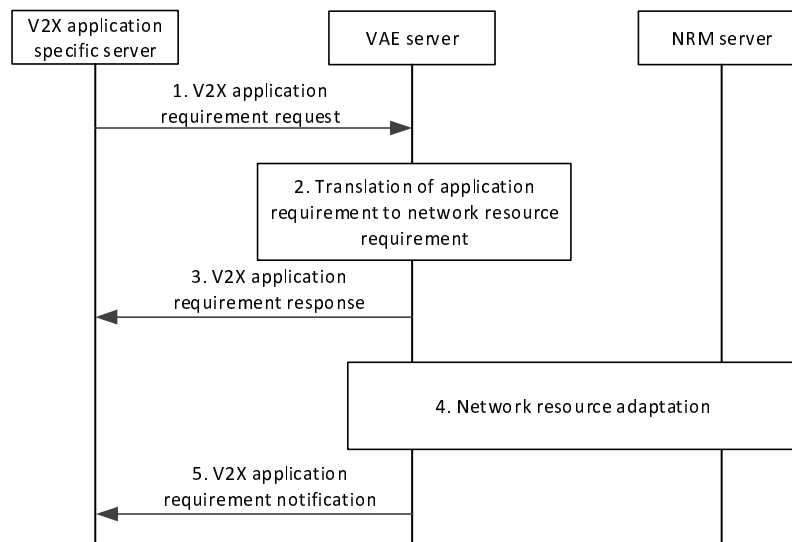 V2X application
specific server
VAE server
NRM server
1. V2X application
requirement request
2. Translation of application
requirement to network resource
requirement
3. V2X application
requirement response
4. Network resource adaptation
5. V2X application
requirement notification